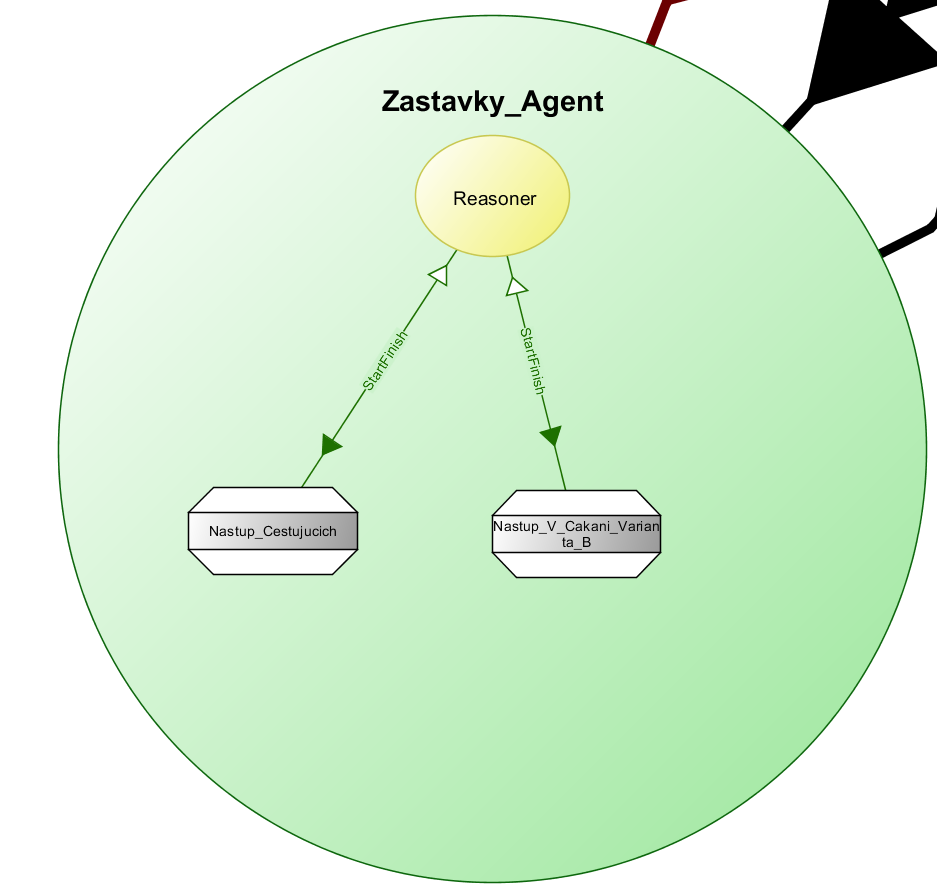 Zastavky_Agent
Reasoner
StartFinish
StartFinish
Nastup_Cestujucich
Nastup_V_Cakani_Varian
ta_B